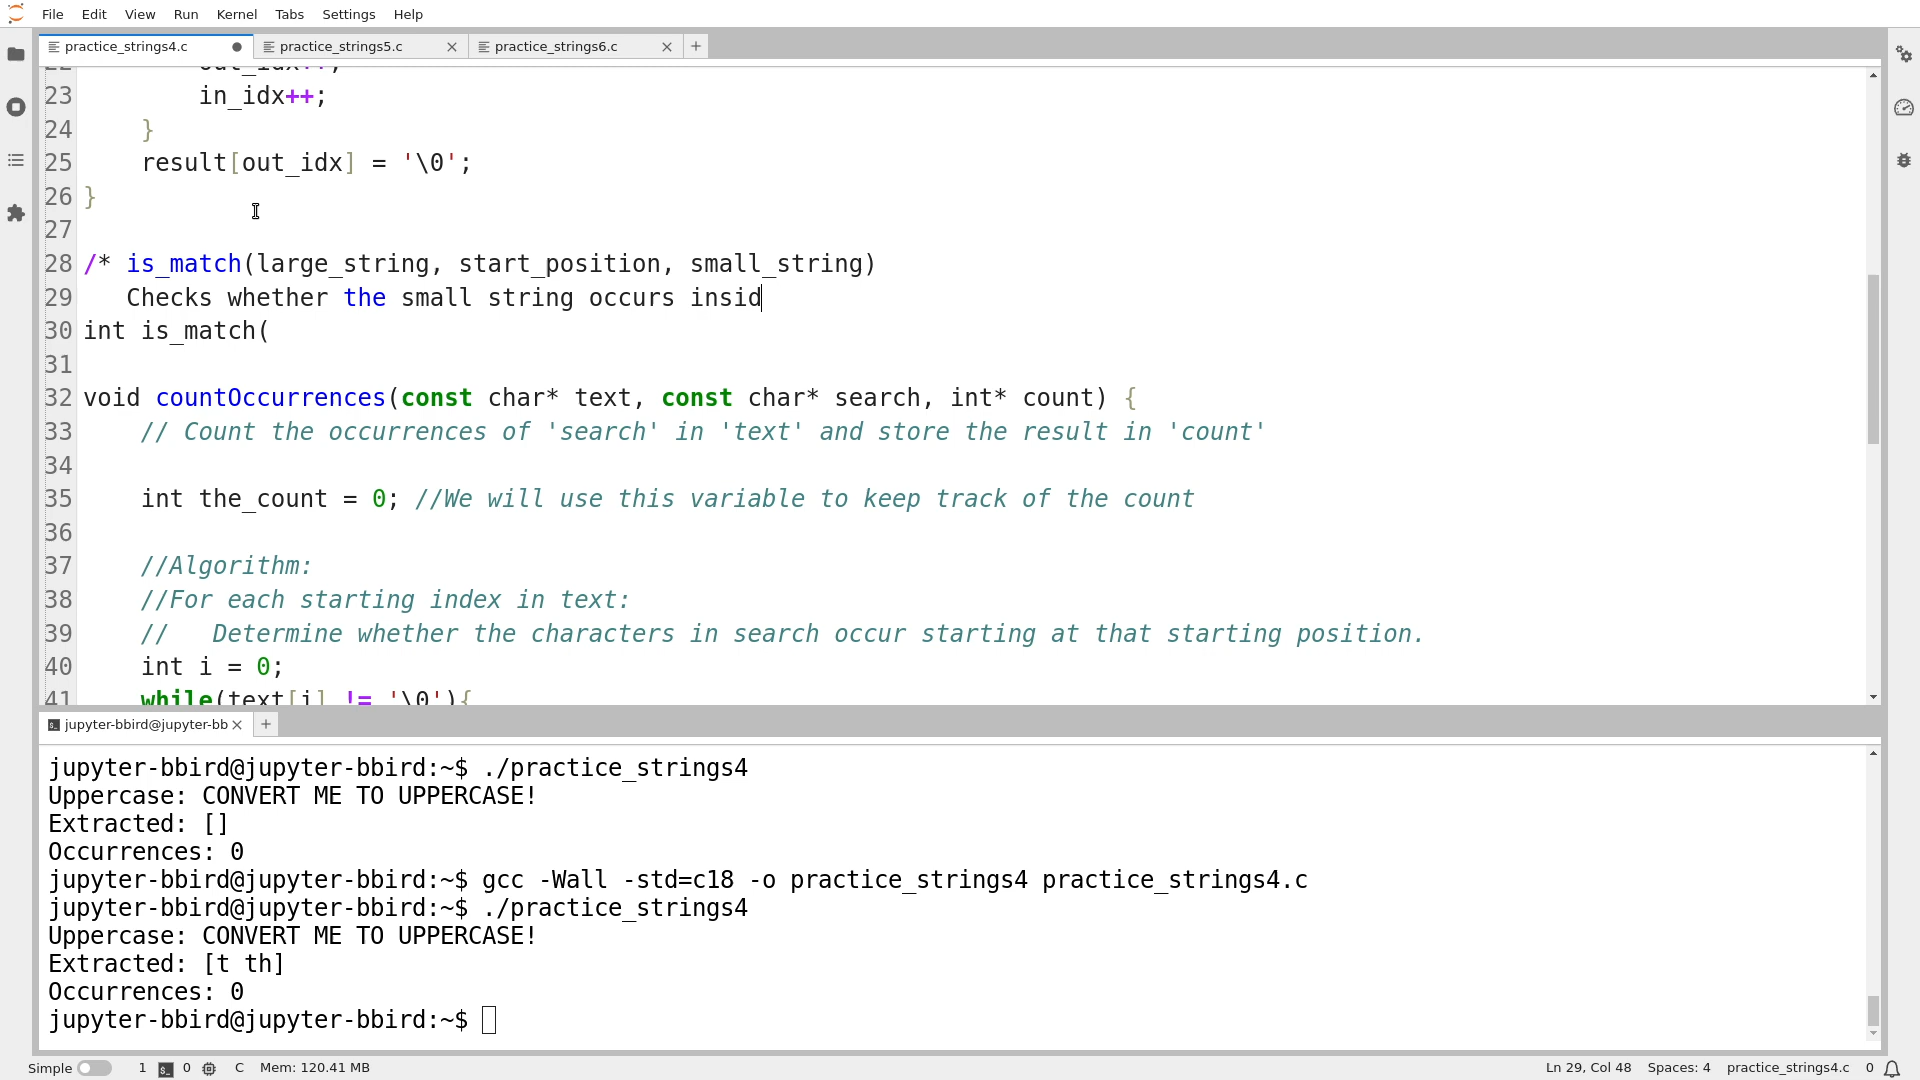 File Edit View Run Kernel Tabs Settings Help
practice_strings4.c practice_strings5.c practice_strings6.c
22         out_idx++;
23         in_idx++;
24     }
25     result[out_idx] = '\0';
26 }
27
28 /* is_match(large_string, start_position, small_string)
29    Checks whether the small string occurs insid
30 int is_match(
31
32 void countOccurrences(const char* text, const char* search, int* count) {
33     // Count the occurrences of 'search' in 'text' and store the result in 'count'
34
35     int the_count = 0; //We will use this variable to keep track of the count
36
37     //Algorithm:
38     //For each starting index in text:
39     //   Determine whether the characters in search occur starting at that starting position.
40     int i = 0;
41     while(text[i] != '\0'){
jupyter-bbird@jupyter-bb
jupyter-bbird@jupyter-bbird:~$ ./practice_strings4
Uppercase: CONVERT ME TO UPPERCASE!
Extracted: []
Occurrences: 0
jupyter-bbird@jupyter-bbird:~$ gcc -Wall -std=c18 -o practice_strings4 practice_strings4.c
jupyter-bbird@jupyter-bbird:~$ ./practice_strings4
Uppercase: CONVERT ME TO UPPERCASE!
Extracted: [t th]
Occurrences: 0
jupyter-bbird@jupyter-bbird:~$
Simple 1 0 C Mem: 120.41 MB Ln 29, Col 48 Spaces: 4 practice_strings4.c 0